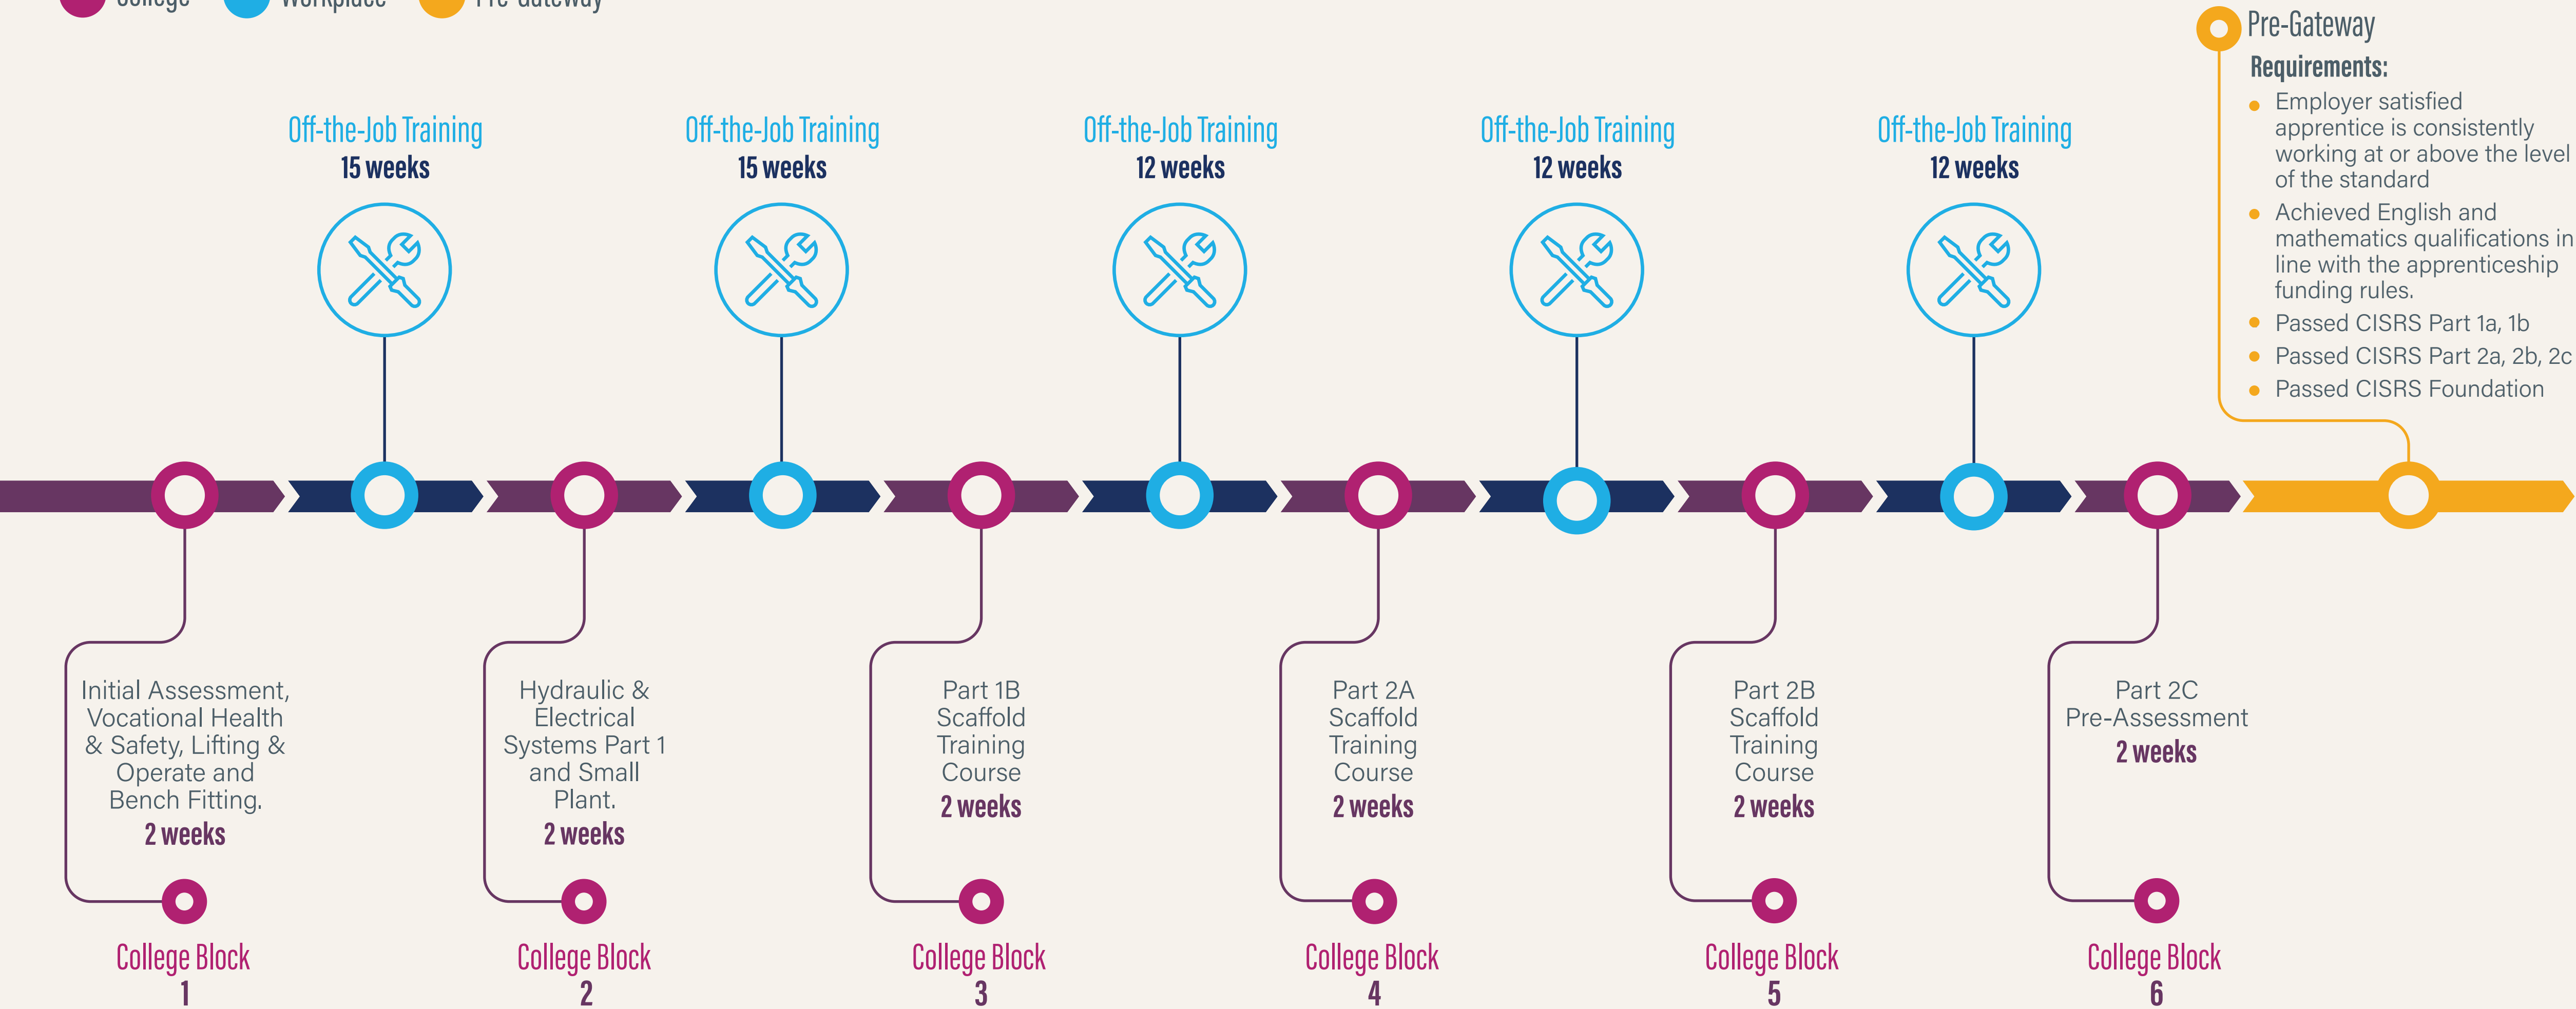 College
Workplace
Pre-Gateway
Pre-Gateway
Requirements:
Employer satisfied
apprentice is consistently
working at or above the level
of the standard
Achieved English and
mathematics qualifications in
line with the apprenticeship
funding rules.
Passed CISRS Part 1a, 1b
Passed CISRS Part 2a, 2b, 2c
Passed CISRS Foundation
Off-the-Job Training
15 weeks
Off-the-Job Training
15 weeks
Off-the-Job Training
12 weeks
Off-the-Job Training
12 weeks
Off-the-Job Training
12 weeks
Initial Assessment,
Vocational Health
& Safety, Lifting &
Operate and
Bench Fitting.
2 weeks
College Block
1
Hydraulic &
Electrical
Systems Part 1
and Small
Plant.
2 weeks
College Block
2
Part 1B
Scaffold
Training
Course
2 weeks
College Block
3
Part 2A
Scaffold
Training
Course
2 weeks
College Block
4
Part 2B
Scaffold
Training
Course
2 weeks
College Block
5
Part 2C
Pre-Assessment
2 weeks
College Block
6